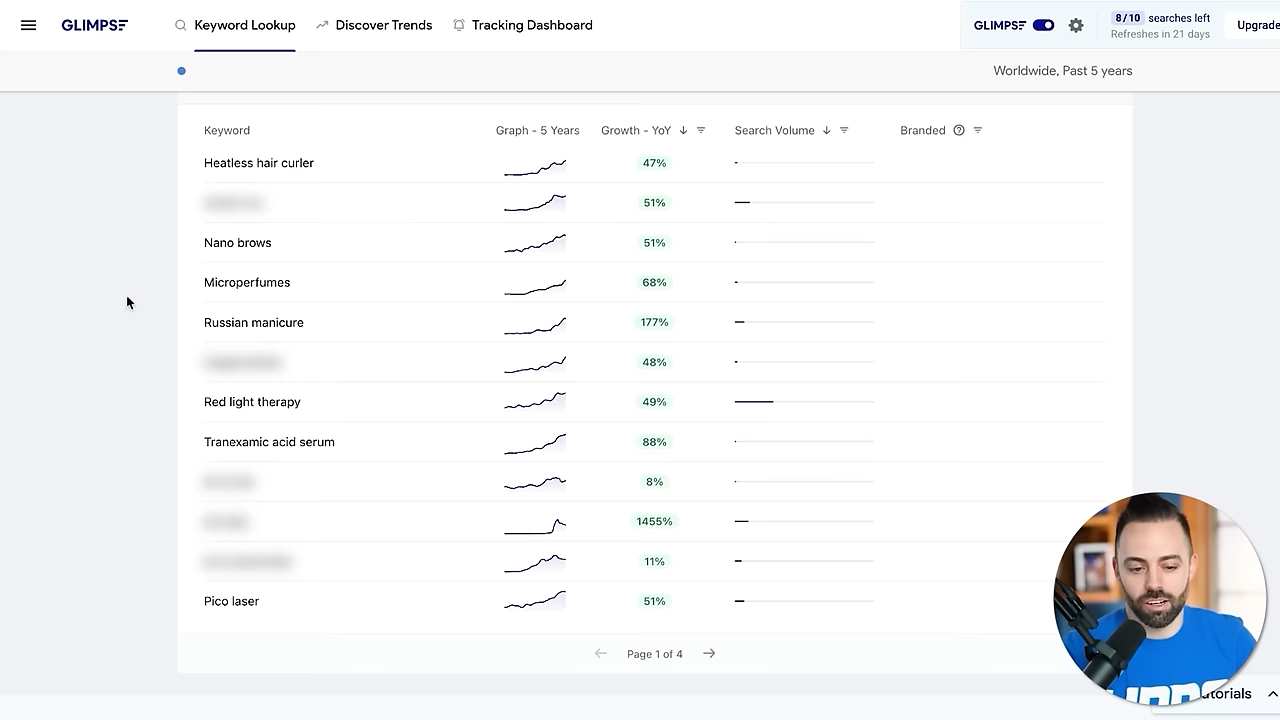 GLIMPSE
Keyword Lookup
Discover Trends
Tracking Dashboard
GLIMPSE
8/10 searches left
Refreshes in 21 days
Upgrade
Worldwide, Past 5 years
Keyword Graph - 5 Years Growth - YoY Search Volume Branded
Heatless hair curler 47%
51%
Nano brows 51%
Microperfumes 68%
Russian manicure 177%
48%
Red light therapy 49%
Tranexamic acid serum 88%
8%
1455%
11%
Pico laser 51%
Page 1 of 4
utorials